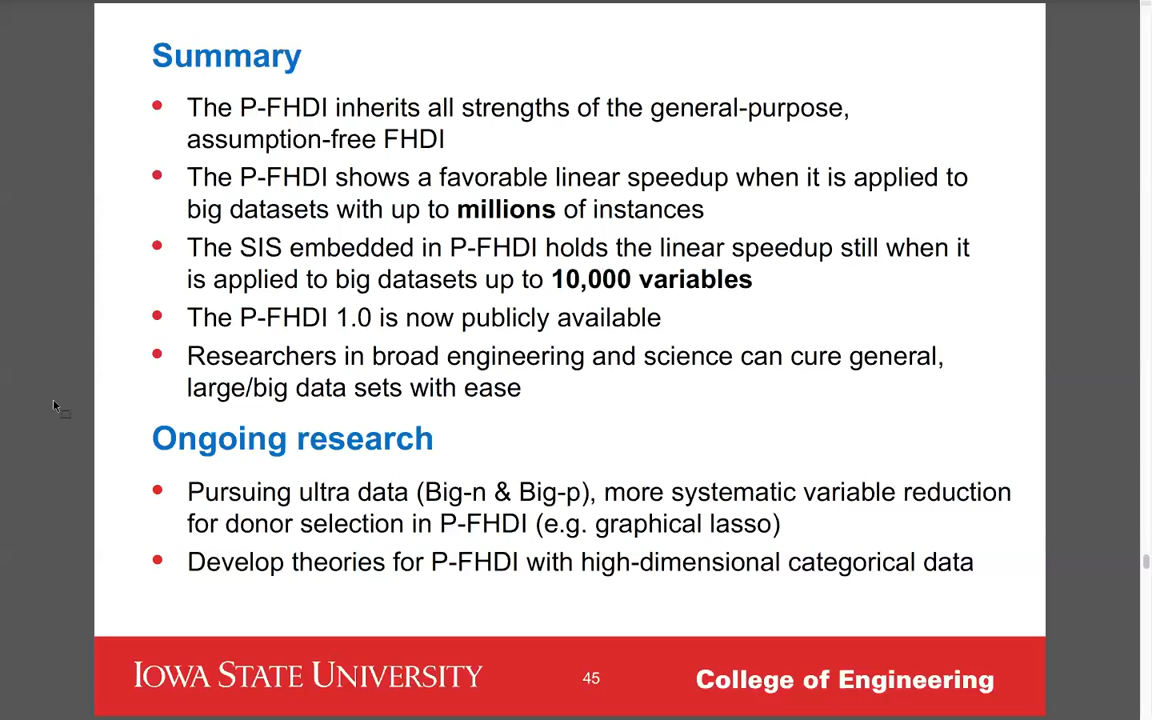 Summary
The P-FHDI inherits all strengths of the general-purpose,
assumption-free FHDI
The P-FHDI shows a favorable linear speedup when it is applied to
big datasets with up to millions of instances
The SIS embedded in P-FHDI holds the linear speedup still when it
is applied to big datasets up to 10,000 variables
The P-FHDI 1.0 is now publicly available
Researchers in broad engineering and science can cure general,
large/big data sets with ease
Ongoing research
Pursuing ultra data (Big-n & Big-p), more systematic variable reduction
for donor selection in P-FHDI (e.g. graphical lasso)
Develop theories for P-FHDI with high-dimensional categorical data
IOWA STATE UNIVERSITY
45
College of Engineering